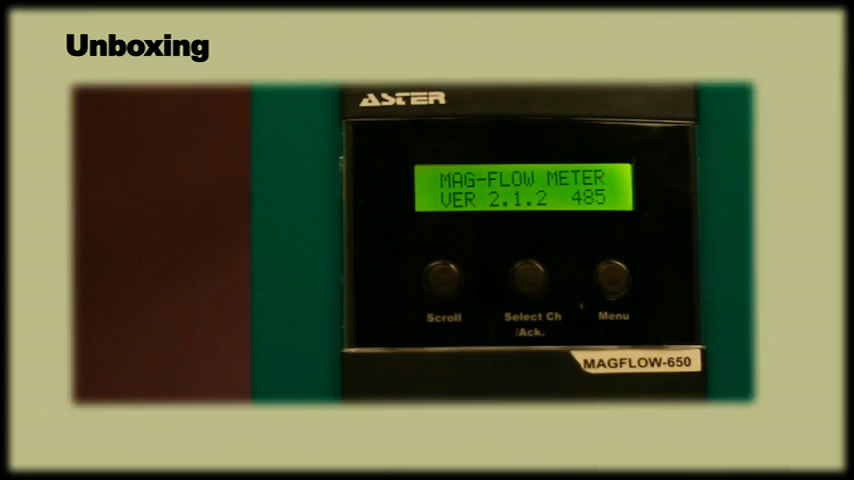 Unboxing
ASTER
MAG-FLOW METER
VER 2.1.2 485
Scroll
Select Ch
/Ack.
Menu
MAGFLOW-650